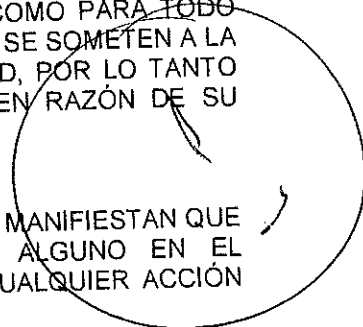 COMO PARA TODO
SE SOMETEN A LA
D, POR LO TANTO
EN RAZÓN DE SU
MANIFIESTAN QUE
ALGUNO EN EL
UALQUIER ACCIÓN